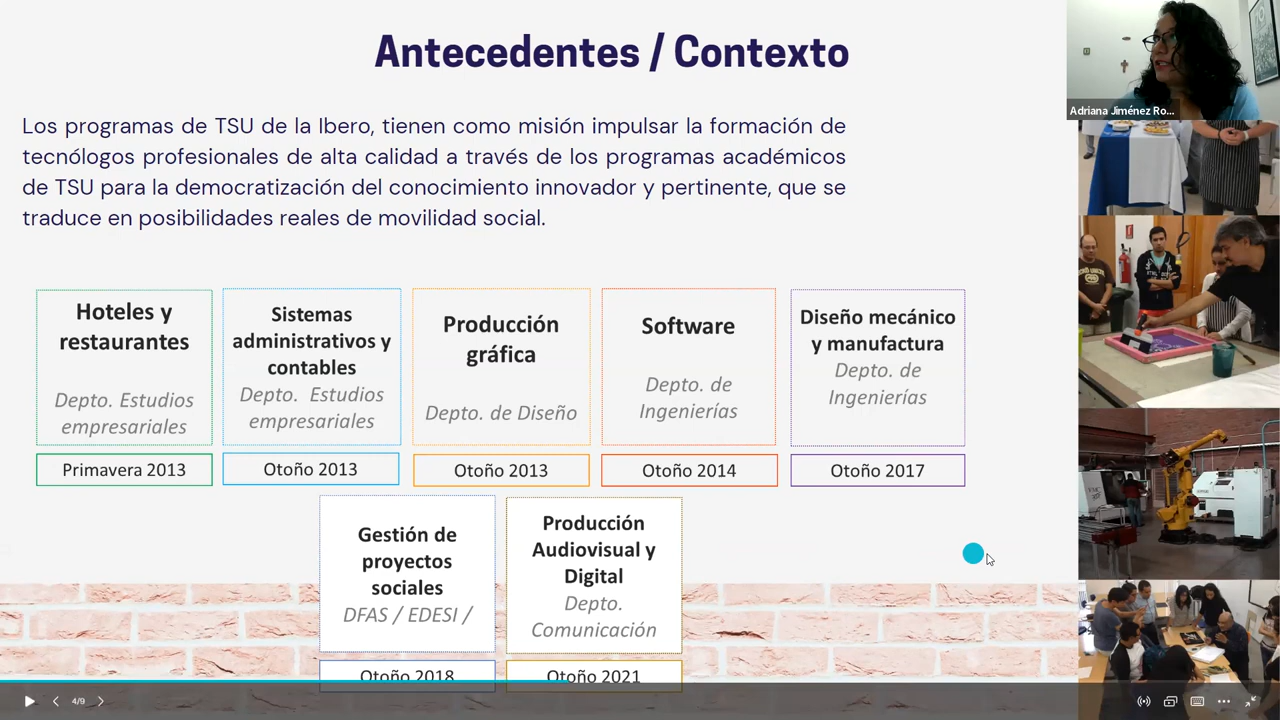 Antecedentes / Contexto
Adriana Jiménez Ro...
Los programas de TSU de la Ibero, tienen como misión impulsar la formación de
tecnólogos profesionales de alta calidad a través de los programas académicos
de TSU para la democratización del conocimiento innovador y pertinente, que se
traduce en posibilidades reales de movilidad social.
Hoteles y
restaurantes
Depto. Estudios
empresariales
Primavera 2013
Sistemas
administrativos y
contables
Depto. Estudios
empresariales
Otoño 2013
Producción
gráfica
Depto. de Diseño
Otoño 2013
Software
Depto. de
Ingenierías
Otoño 2014
Diseño mecánico
y manufactura
Depto. de
Ingenierías
Otoño 2017
Gestión de
proyectos
sociales
DFAS / EDESI /
Otoño 2018
Producción
Audiovisual y
Digital
Depto.
Comunicación
Otoño 2021
4/9